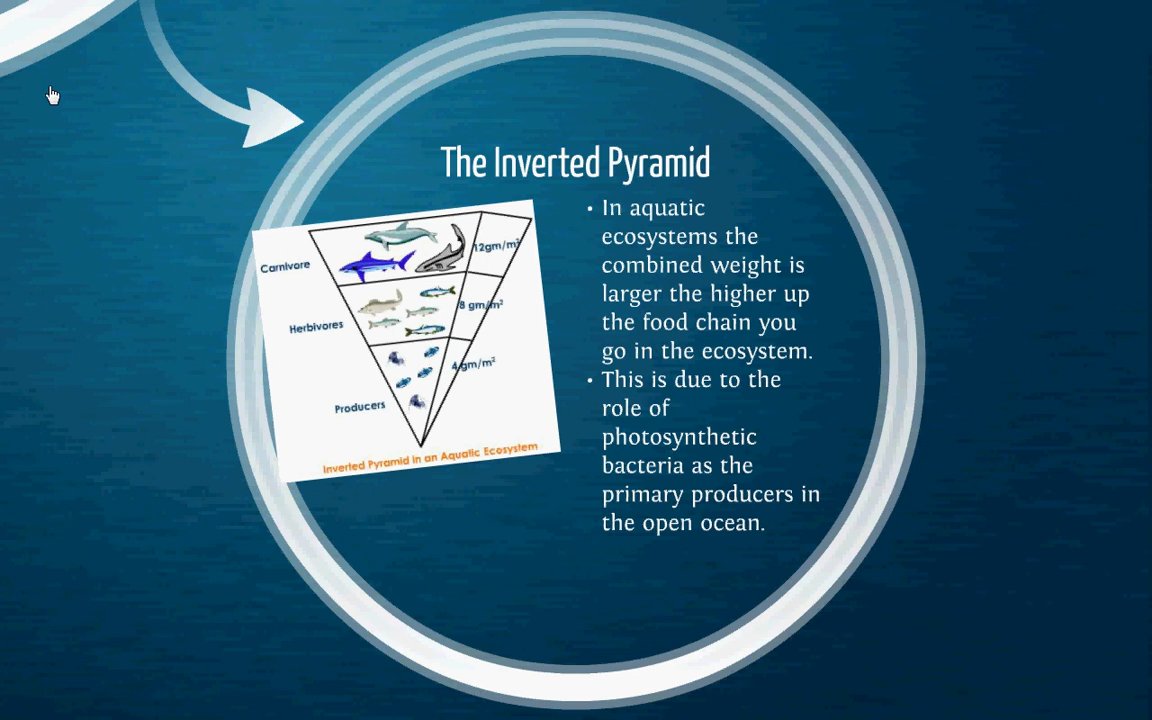 The Inverted Pyramid
Carnivore
12gm/m²
Herbivores
8 gm/m²
Producers
4 gm/m²
Inverted Pyramid in an Aquatic Ecosystem
• In aquatic
ecosystems the
combined weight is
larger the higher up
the food chain you
go in the ecosystem.
• This is due to the
role of
photosynthetic
bacteria as the
primary producers in
the open ocean.